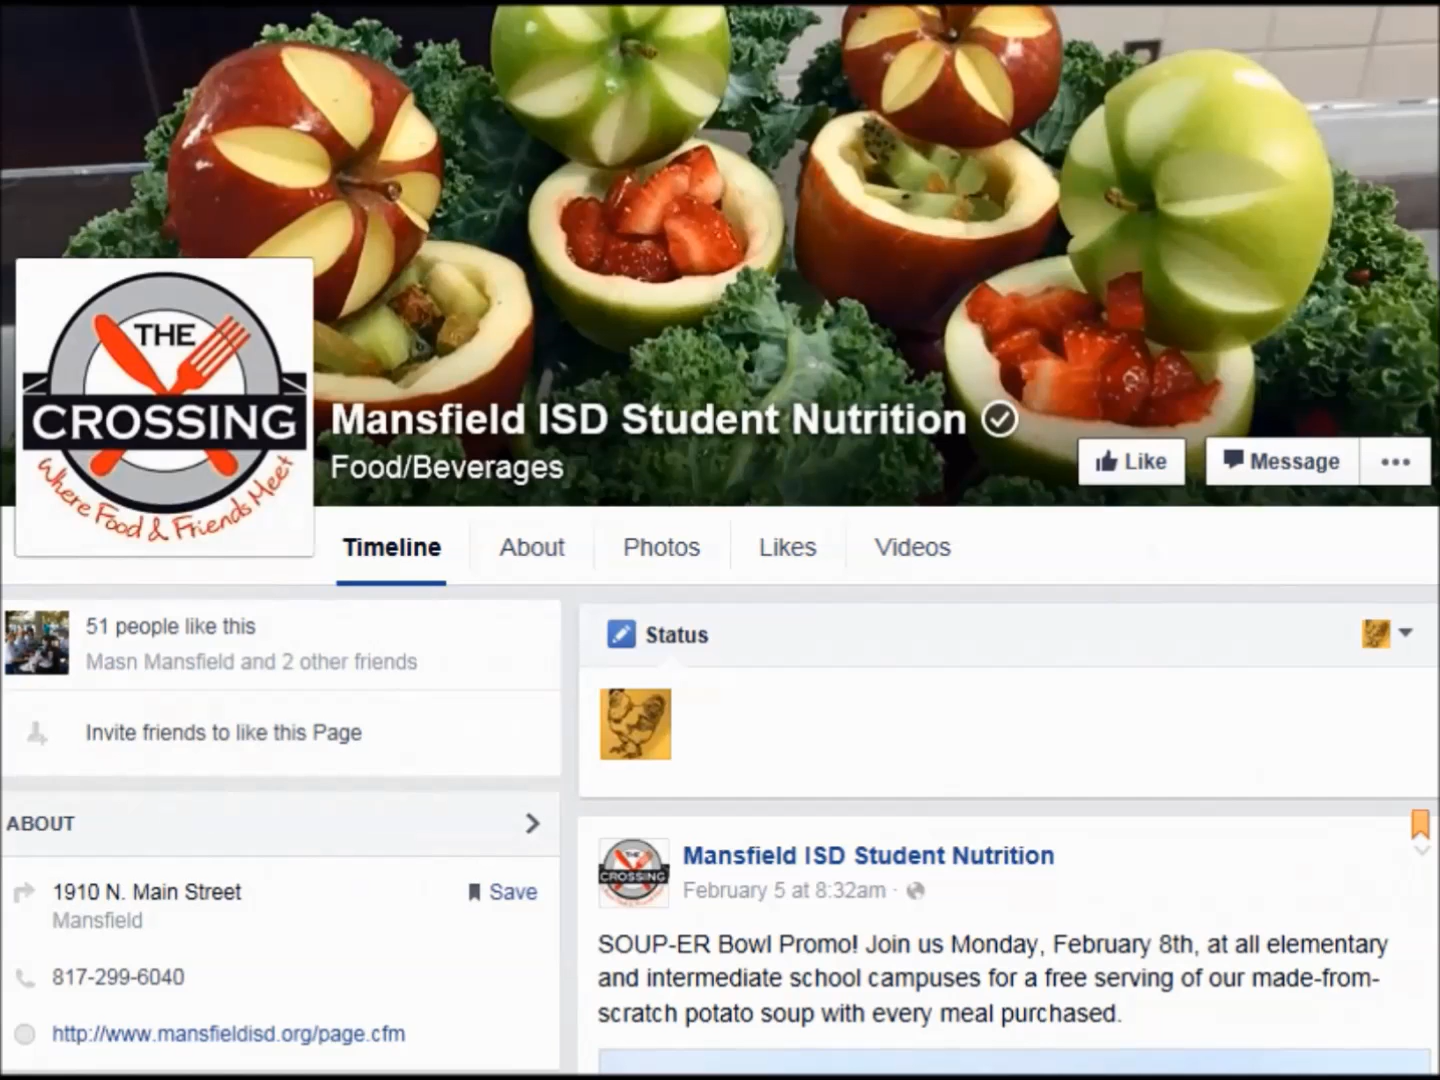 THE
CROSSING
Where Food & Friends Meet
Mansfield ISD Student Nutrition
Food/Beverages
Like
Message
Timeline
About
Photos
Likes
Videos
51 people like this
Masn Mansfield and 2 other friends
Invite friends to like this Page
ABOUT
1910 N. Main Street
Save
Mansfield
817-299-6040
http://www.mansfieldisd.org/page.cfm
Status
THE
CROSSING
Mansfield ISD Student Nutrition
February 5 at 8:32am ·
SOUP-ER Bowl Promo! Join us Monday, February 8th, at all elementary
and intermediate school campuses for a free serving of our made-from-
scratch potato soup with every meal purchased.